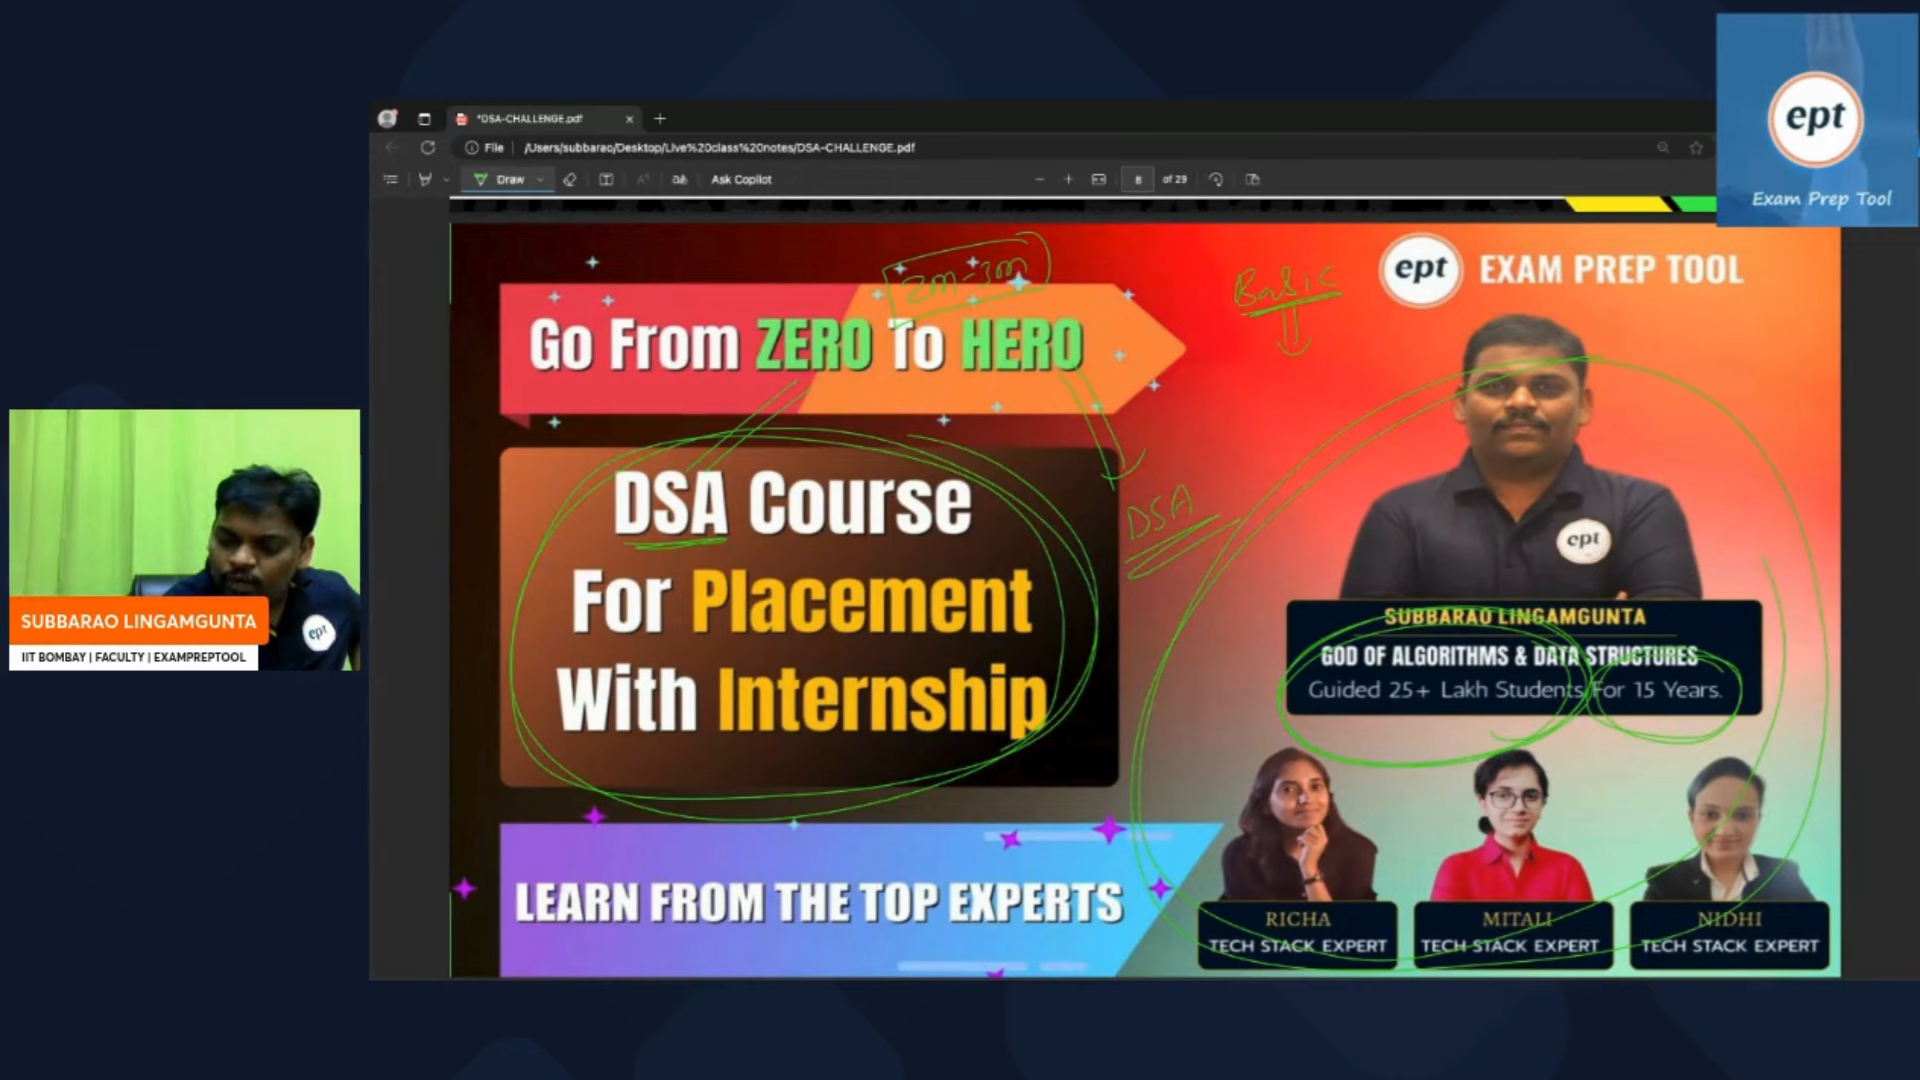 *DSA-CHALLENGE.pdf
File
/Users/subbarao/Desktop/Live%20class%20notes/DSA-CHALLENGE.pdf
Draw
Ask Copilot
8 of 29
ept
Exam Prep Tool
ept EXAM PREP TOOL
2m-3m
Basic
Go From ZERO To HERO
DSA Course
For Placement
With Internship
DSA
ept
SUBBARAO LINGAMGUNTA
GOD OF ALGORITHMS & DATA STRUCTURES
Guided 25+ Lakh Students For 15 Years.
LEARN FROM THE TOP EXPERTS
RICHA
TECH STACK EXPERT
MITALI
TECH STACK EXPERT
NIDHI
TECH STACK EXPERT
SUBBARAO LINGAMGUNTA
IIT BOMBAY | FACULTY | EXAMPREPTOOL
ept